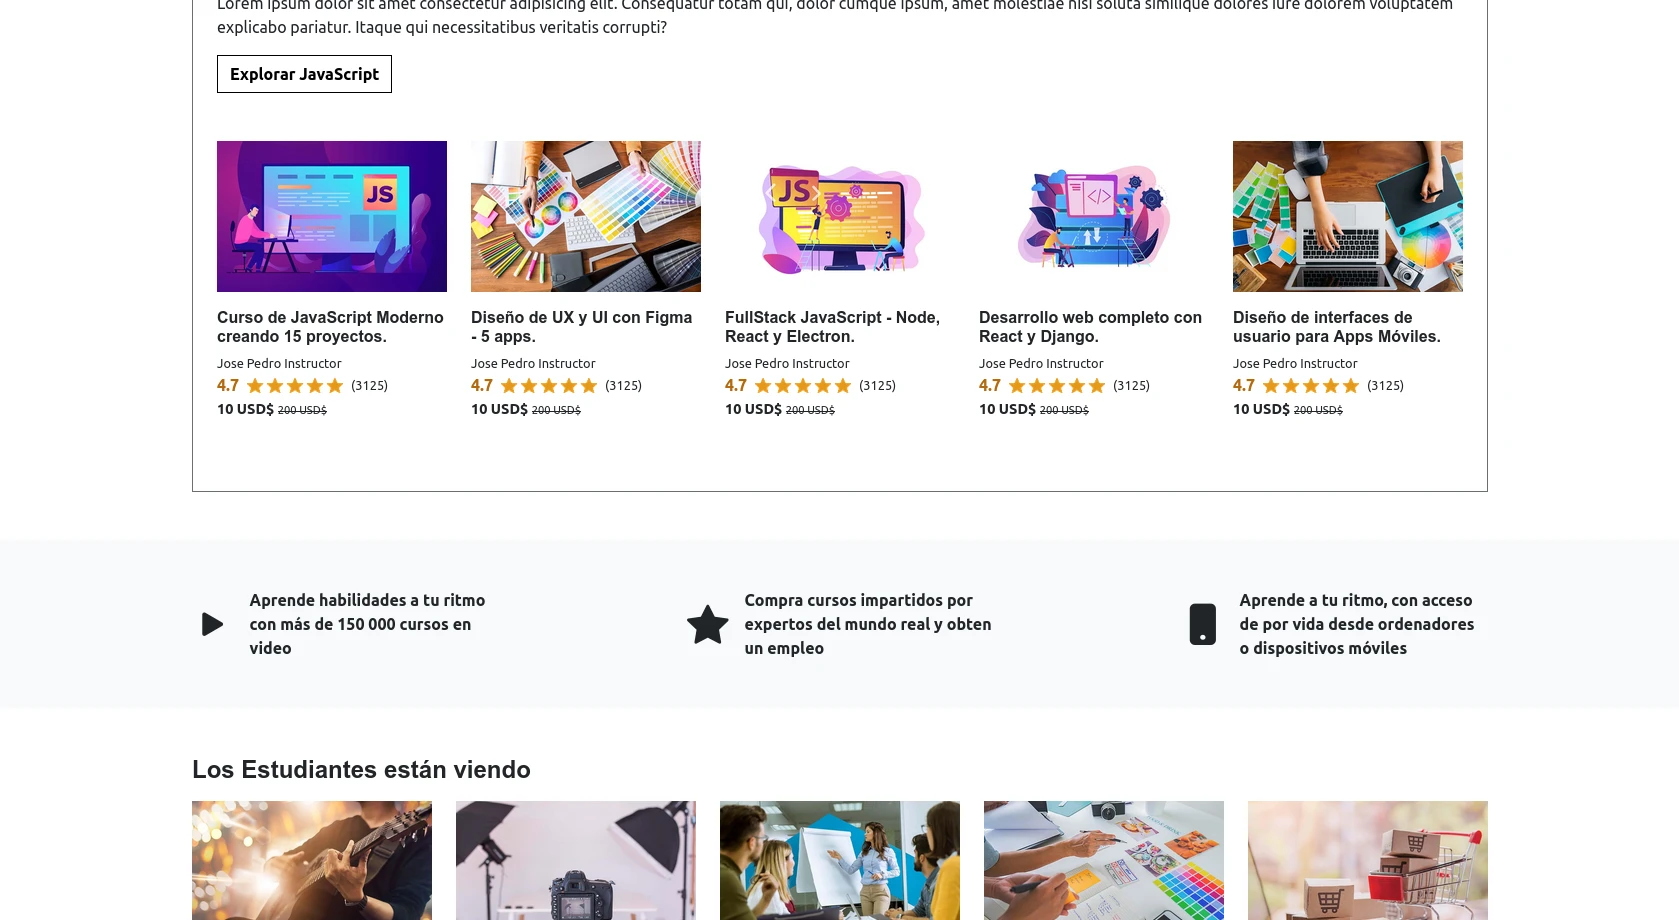 Lorem ipsum dolor sit amet consectetur adipisicing elit. Consequatur totam qui, dolor cumque ipsum, amet molestiae nisi soluta similique dolores iure dolorem voluptatem
explicabo pariatur. Itaque qui necessitatibus veritatis corrupti?
Explorar JavaScript
JS
JS
</>
Curso de JavaScript Moderno
creando 15 proyectos.
Jose Pedro Instructor
4.7 (3125)
10 USD$ 200 USD$
Diseño de UX y UI con Figma
- 5 apps.
Jose Pedro Instructor
4.7 (3125)
10 USD$ 200 USD$
FullStack JavaScript - Node,
React y Electron.
Jose Pedro Instructor
4.7 (3125)
10 USD$ 200 USD$
Desarrollo web completo con
React y Django.
Jose Pedro Instructor
4.7 (3125)
10 USD$ 200 USD$
Diseño de interfaces de
usuario para Apps Móviles.
Jose Pedro Instructor
4.7 (3125)
10 USD$ 200 USD$
Aprende habilidades a tu ritmo
con más de 150 000 cursos en
video
Compra cursos impartidos por
expertos del mundo real y obten
un empleo
Aprende a tu ritmo, con acceso
de por vida desde ordenadores
o dispositivos móviles
Los Estudiantes están viendo